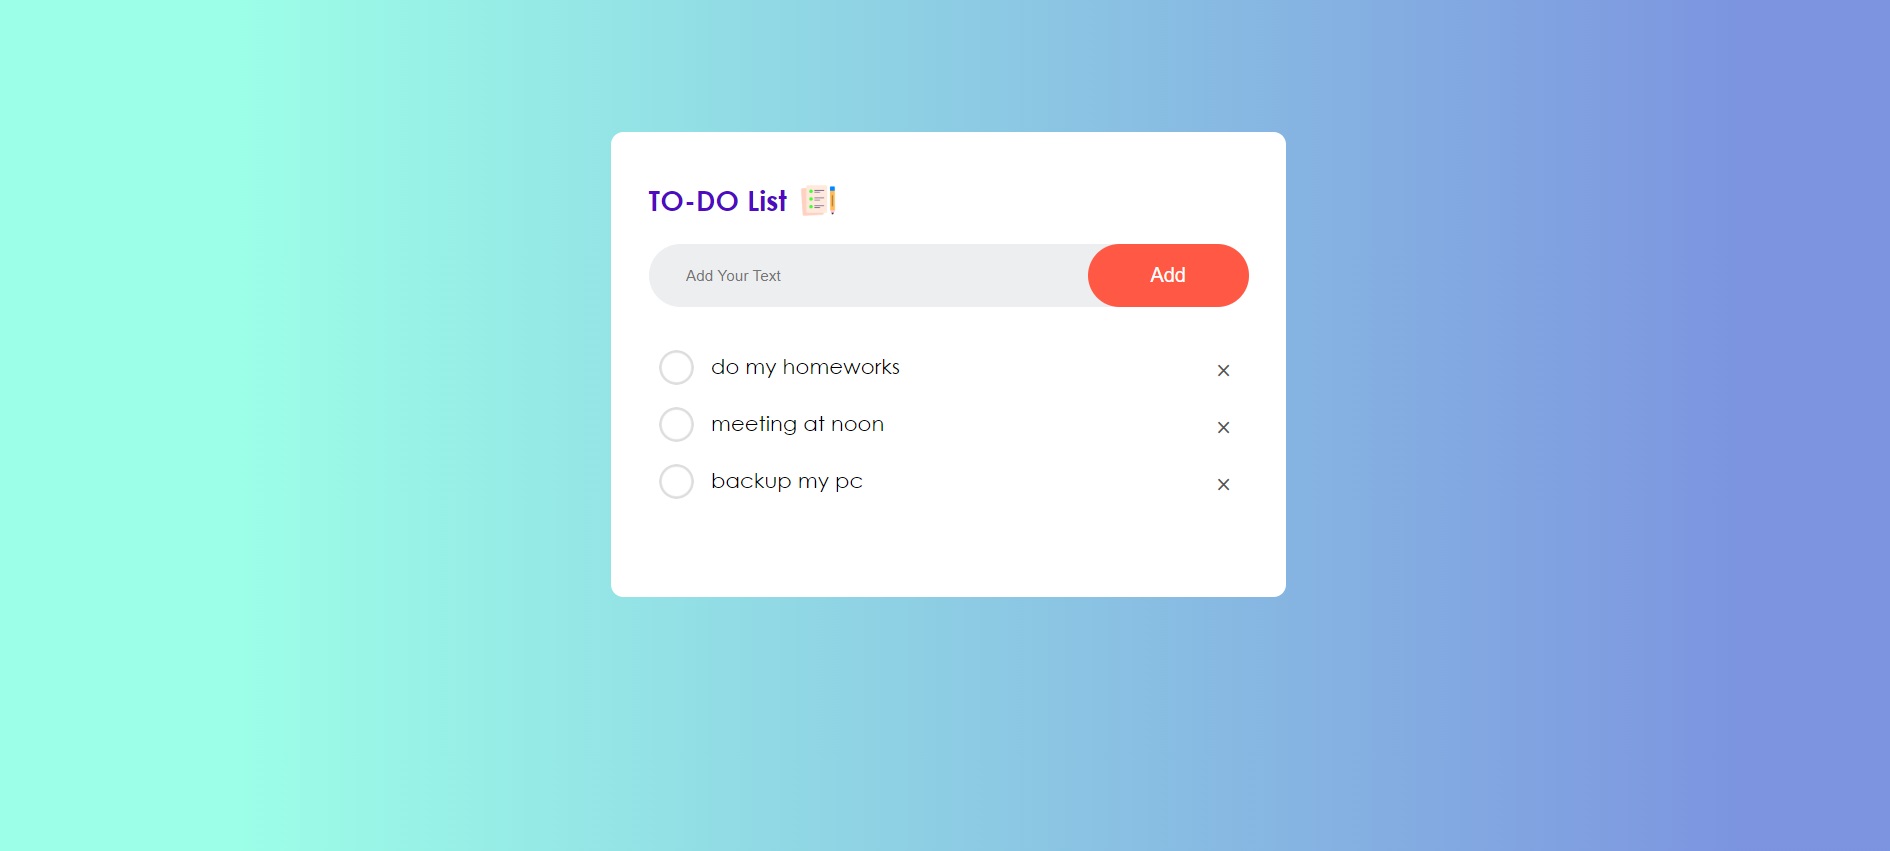 TO-DO List
Add Your Text
Add
do my homeworks
×
meeting at noon
×
backup my pc
×